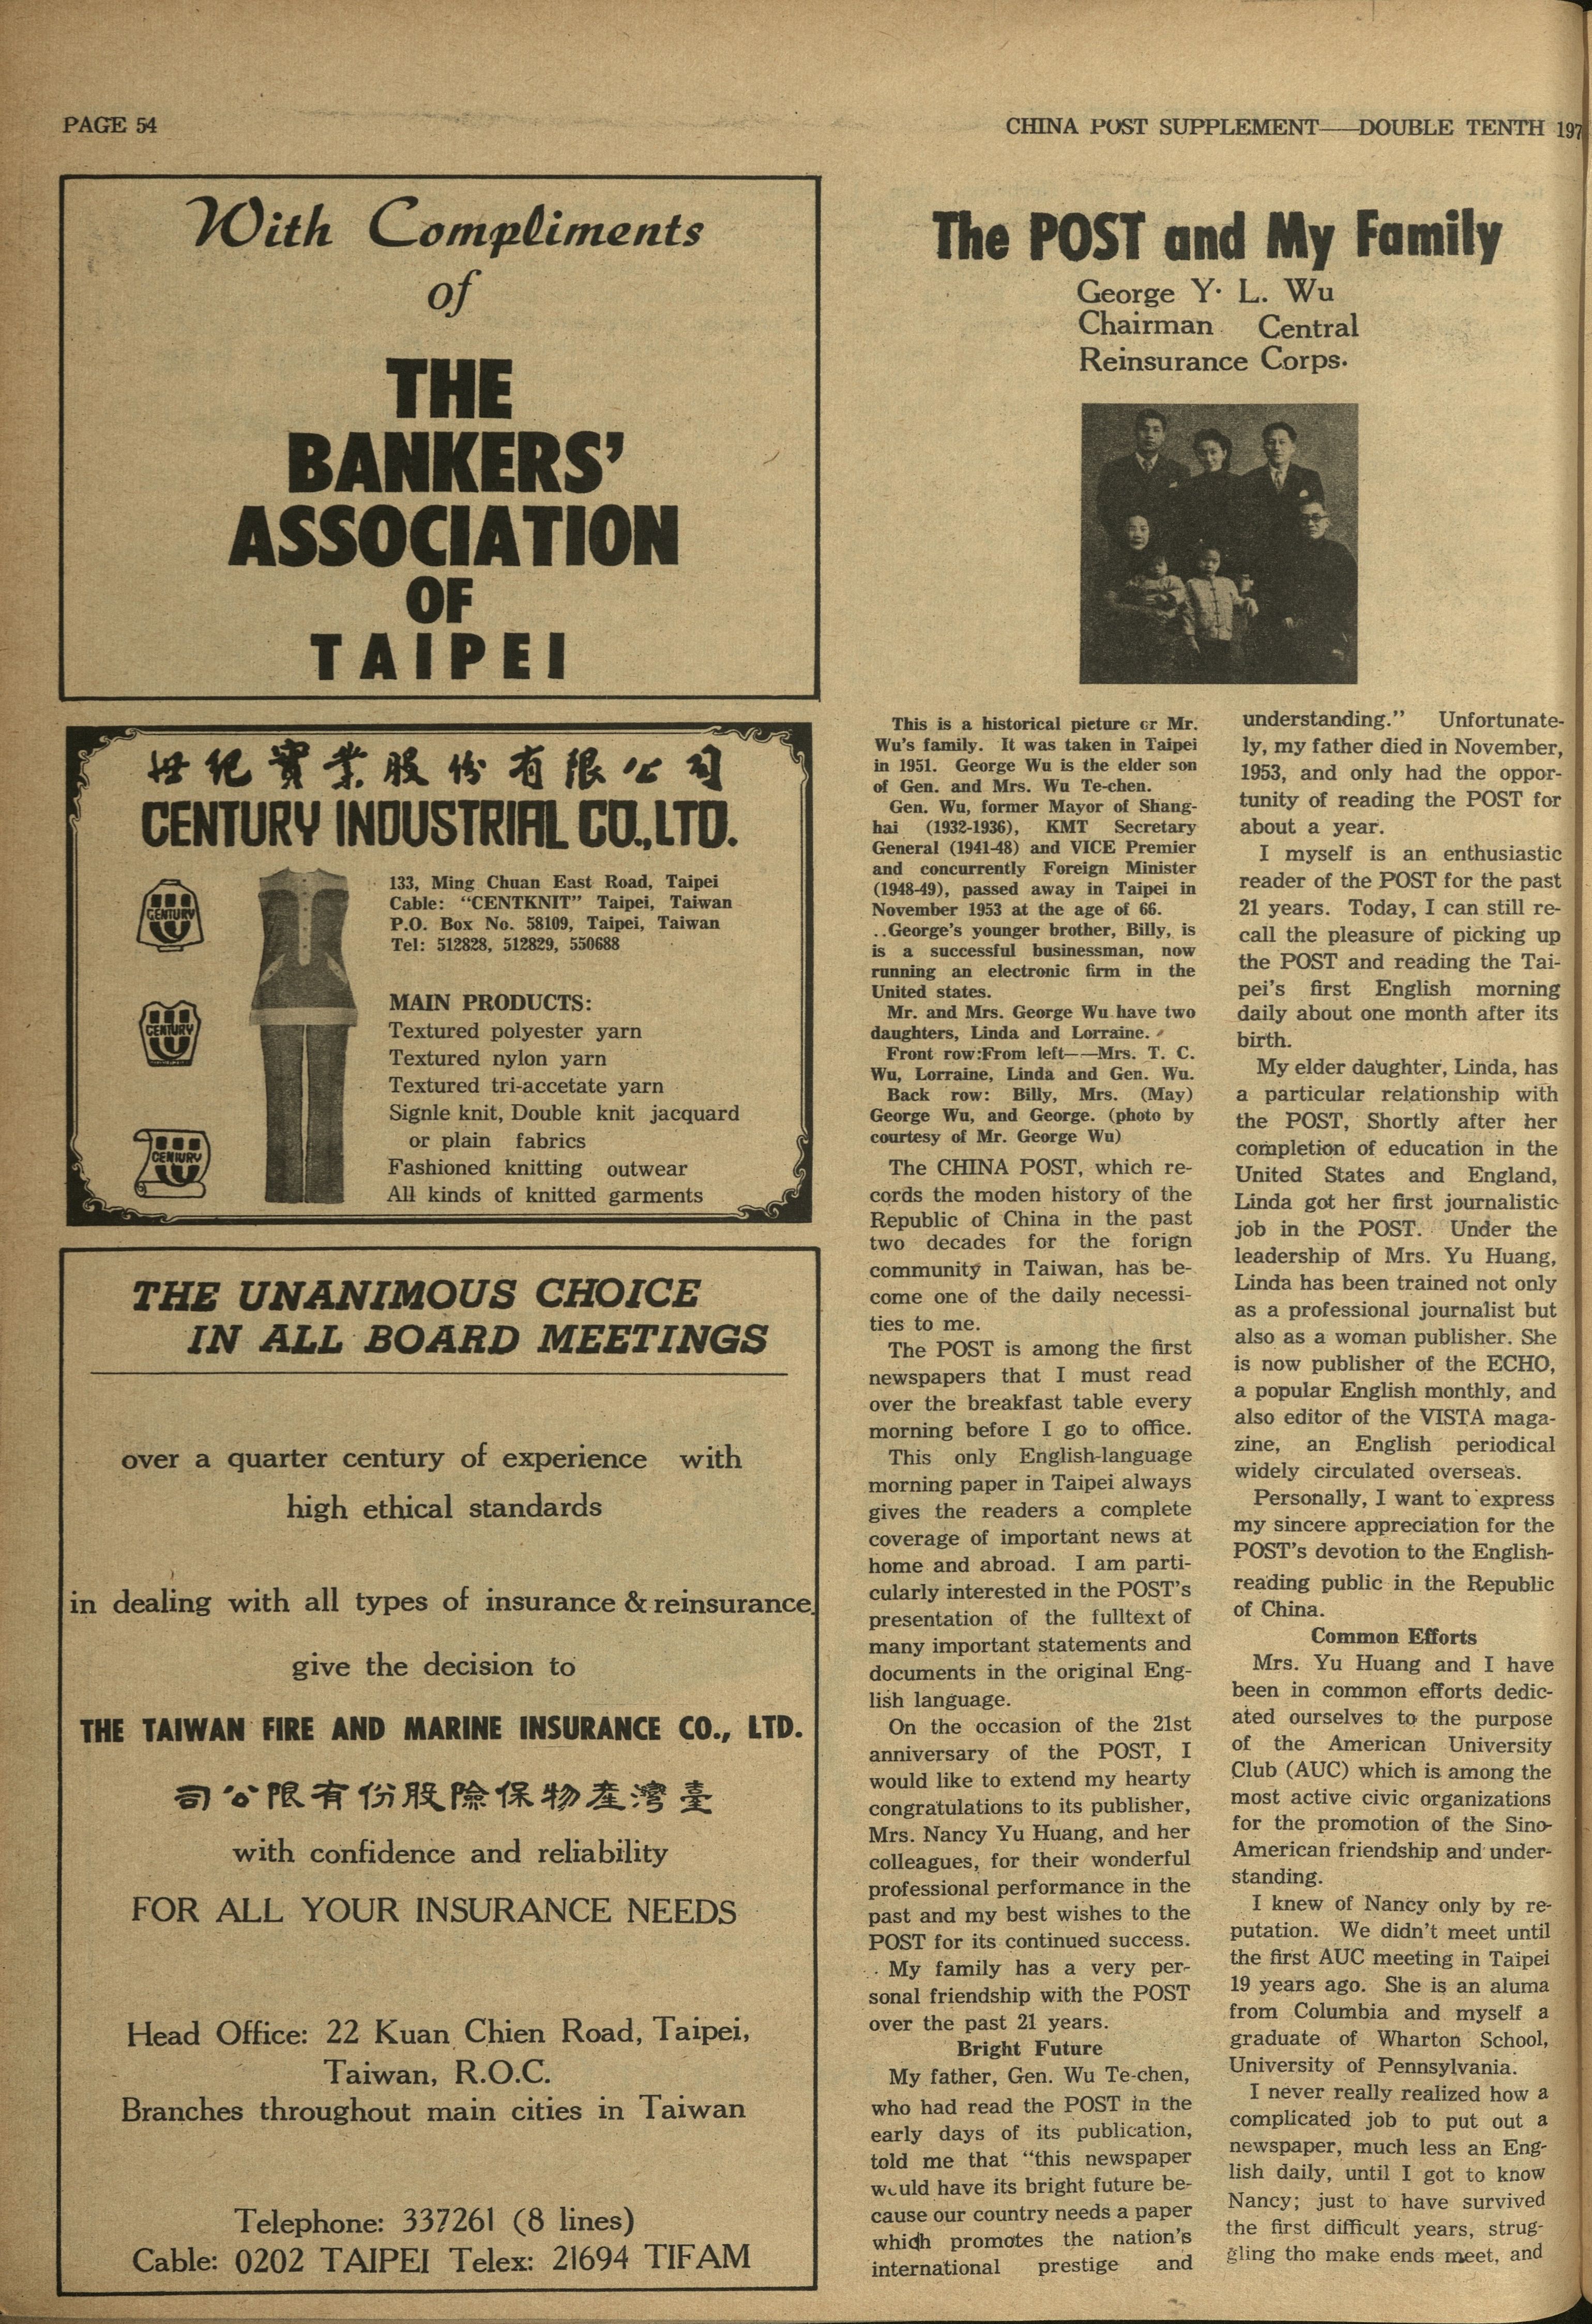 PAGE 54
CHINA POST SUPPLEMENT——DOUBLE TENTH 197
With Compliments
of
THE
BANKERS'
ASSOCIATION
OF
TAIPEI
世紀實業股份有限公司
CENTURY INDUSTRIAL CO., LTD.
CENTURY
CENTURY
CENTURY
133, Ming Chuan East Road, Taipei
Cable: "CENTKNIT" Taipei, Taiwan
P.O. Box No. 58109, Taipei, Taiwan
Tel: 512828, 512829, 550688
MAIN PRODUCTS:
Textured polyester yarn
Textured nylon yarn
Textured tri-accetate yarn
Signle knit, Double knit jacquard
or plain fabrics
Fashioned knitting outwear
All kinds of knitted garments
THE UNANIMOUS CHOICE
IN ALL BOARD MEETINGS
over a quarter century of experience with
high ethical standards
in dealing with all types of insurance & reinsurance
give the decision to
THE TAIWAN FIRE AND MARINE INSURANCE CO., LTD.
司公限有份股險保物產灣臺
with confidence and reliability
FOR ALL YOUR INSURANCE NEEDS
Head Office: 22 Kuan Chien Road, Taipei,
Taiwan, R.O.C.
Branches throughout main cities in Taiwan
Telephone: 337261 (8 lines)
Cable: 0202 TAIPEI Telex: 21694 TIFAM
The POST and My Family
George Y. L. Wu
Chairman Central
Reinsurance Corps.
This is a historical picture or Mr.
Wu's family. It was taken in Taipei
in 1951. George Wu is the elder son
of Gen. and Mrs. Wu Te-chen.
Gen. Wu, former Mayor of Shang-
hai (1932-1936), KMT Secretary
General (1941-48) and VICE Premier
and concurrently Foreign Minister
(1948-49), passed away in Taipei in
November 1953 at the age of 66.
..George's younger brother, Billy, is
is a successful businessman, now
running an electronic firm in the
United states.
Mr. and Mrs. George Wu have two
daughters, Linda and Lorraine.
Front row:From left——Mrs. T. C.
Wu, Lorraine, Linda and Gen. Wu.
Back row: Billy, Mrs. (May)
George Wu, and George. (photo by
courtesy of Mr. George Wu)
The CHINA POST, which re-
cords the moden history of the
Republic of China in the past
two decades for the forign
community in Taiwan, has be-
come one of the daily necessi-
ties to me.
The POST is among the first
newspapers that I must read
over the breakfast table every
morning before I go to office.
This only English-language
morning paper in Taipei always
gives the readers a complete
coverage of important news at
home and abroad. I am parti-
cularly interested in the POST's
presentation of the fulltext of
many important statements and
documents in the original Eng-
lish language.
On the occasion of the 21st
anniversary of the POST, I
would like to extend my hearty
congratulations to its publisher,
Mrs. Nancy Yu Huang, and her
colleagues, for their wonderful
professional performance in the
past and my best wishes to the
POST for its continued success.
. . My family has a very per-
sonal friendship with the POST
over the past 21 years.
Bright Future
My father, Gen. Wu Te-chen,
who had read the POST in the
early days of its publication,
told me that "this newspaper
would have its bright future be-
cause our country needs a paper
which promotes the nation's
international prestige and
understanding." Unfortunate-
ly, my father died in November,
1953, and only had the oppor-
tunity of reading the POST for
about a year.
I myself is an enthusiastic
reader of the POST for the past
21 years. Today, I can still re-
call the pleasure of picking up
the POST and reading the Tai-
pei's first English morning
daily about one month after its
birth.
My elder daughter, Linda, has
a particular relationship with
the POST, Shortly after her
completion of education in the
United States and England,
Linda got her first journalistic
job in the POST. Under the
leadership of Mrs. Yu Huang,
Linda has been trained not only
as a professional journalist but
also as a woman publisher. She
is now publisher of the ECHO,
a popular English monthly, and
also editor of the VISTA maga-
zine, an English periodical
widely circulated overseas.
Personally, I want to express
my sincere appreciation for the
POST's devotion to the English-
reading public in the Republic
of China.
Common Efforts
Mrs. Yu Huang and I have
been in common efforts dedic-
ated ourselves to the purpose
of the American University
Club (AUC) which is among the
most active civic organizations
for the promotion of the Sino-
American friendship and under-
standing.
I knew of Nancy only by re-
putation. We didn't meet until
the first AUC meeting in Taipei
19 years ago. She is an aluma
from Columbia and myself a
graduate of Wharton School,
University of Pennsylvania.
I never really realized how a
complicated job to put out a
newspaper, much less an Eng-
lish daily, until I got to know
Nancy; just to have survived
the first difficult years, strug-
gling tho make ends meet, and